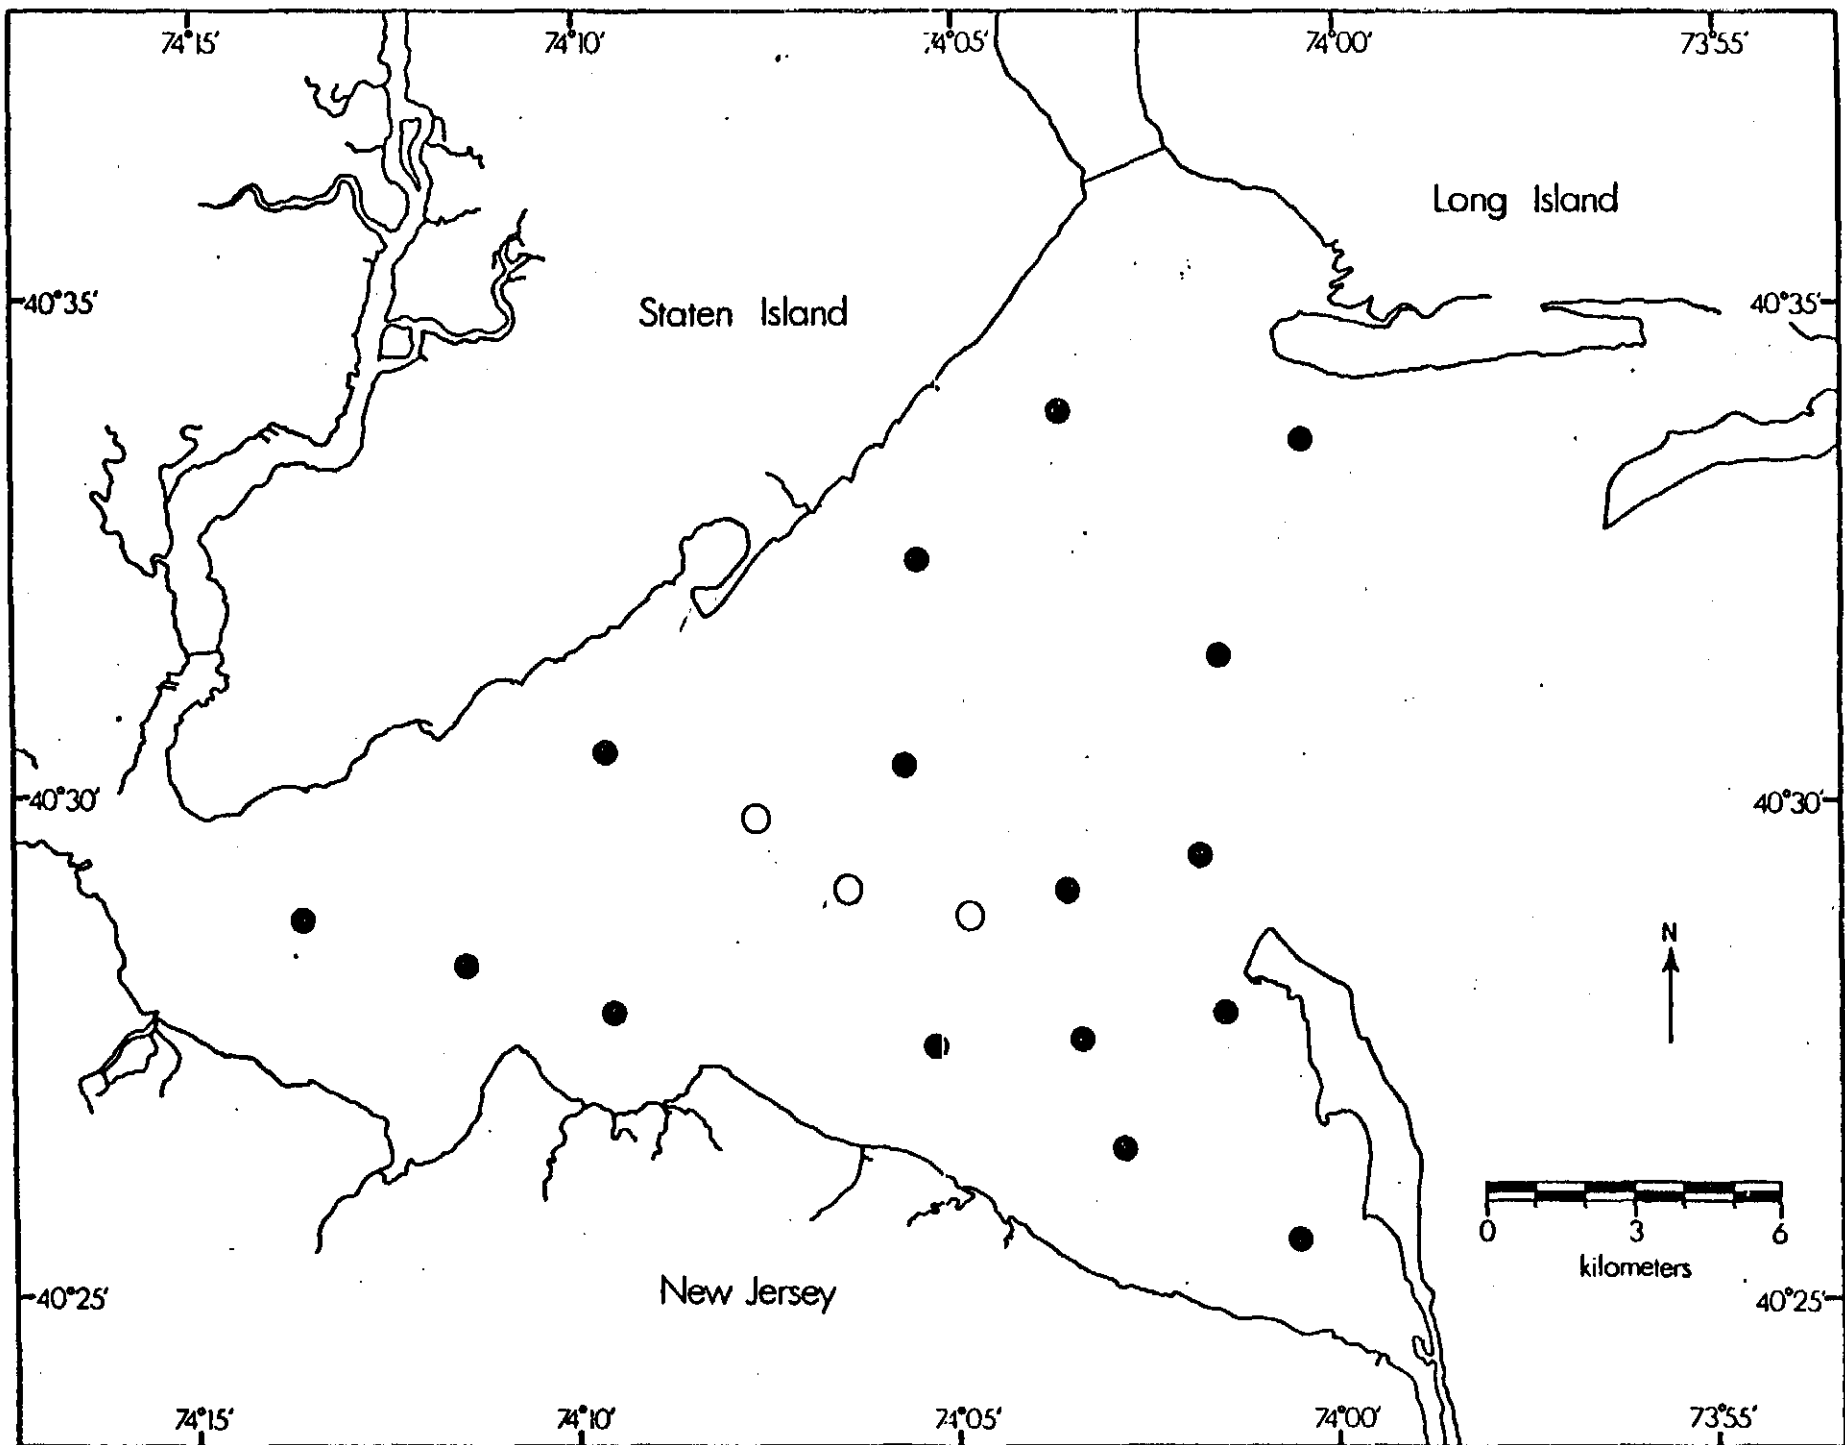 74°15' 74°10' 74°05' 74°00' 73°55'
Long Island
40°35' Staten Island 40°35'
40°30' 40°30'
N
0 3 6
kilometers
New Jersey
40°25' 40°25'
74°15' 74°10' 74°05' 74°00' 73°55'